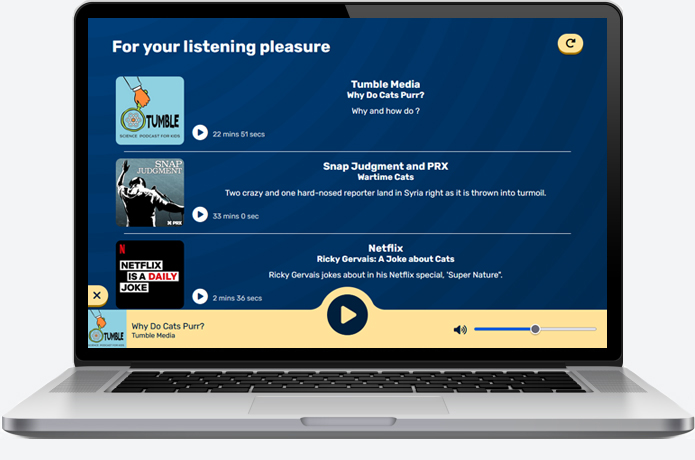 For your listening pleasure
TUMBLE
SCIENCE PODCAST FOR KIDS
Tumble Media
Why Do Cats Purr?
Why and how do ?
22 mins 51 secs
SNAP
JUDGMENT
PRX
Snap Judgment and PRX
Wartime Cats
Two crazy and one hard-nosed reporter land in Syria right as it is thrown into turmoil.
33 mins 0 sec
N
NETFLIX
IS A DAILY
JOKE
Netflix
Ricky Gervais: A Joke about Cats
Ricky Gervais jokes about in his Netflix special, 'Super Nature".
2 mins 36 secs
TUMBLE
Why Do Cats Purr?
Tumble Media